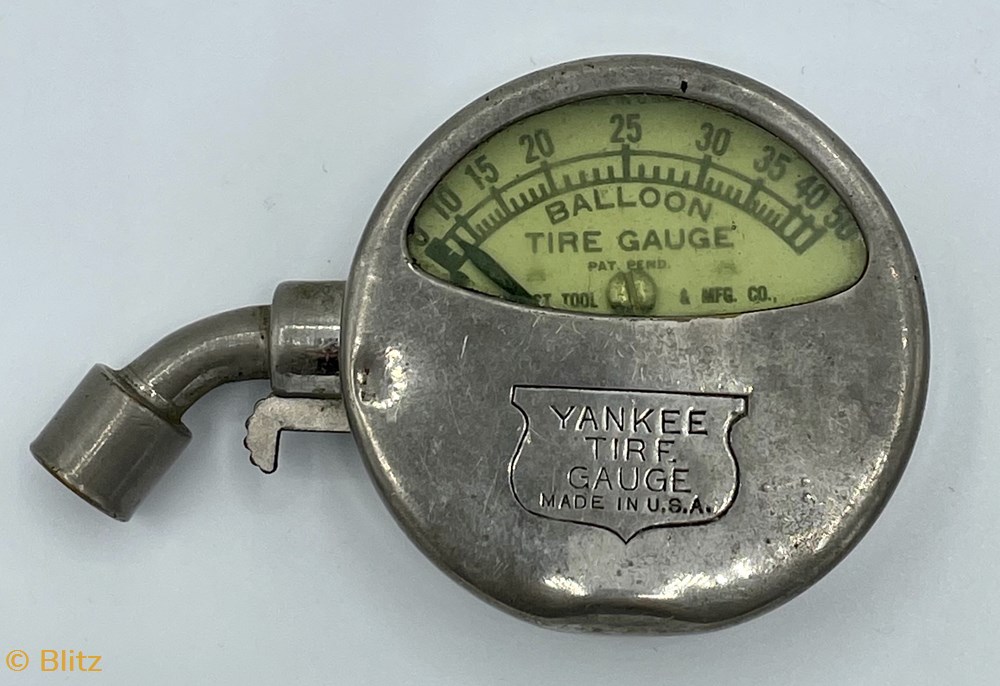 10 15 20 25 30 35 40 50
BALLOON
TIRE GAUGE
PAT. PEND.
TOOL & MFG. CO.,
YANKEE
TIRE
GAUGE
MADE IN U.S.A.
© Blitz